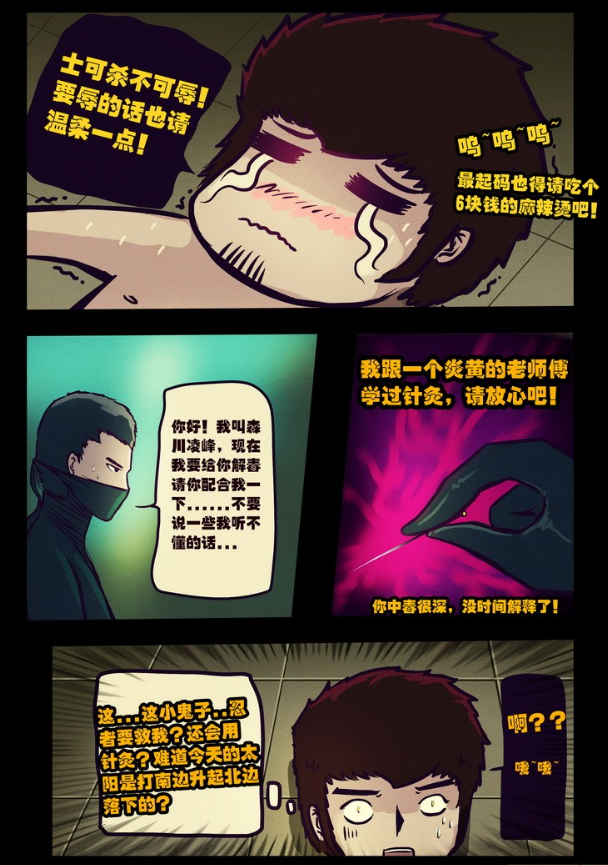 士可杀不可辱！
要辱的话也请
温柔一点！
呜~呜~呜~
最起码也得请吃个
6块钱的麻辣烫吧！
你好！我叫森
川凌峰，现在
我要给你解毒
请你配合我一
下......不要
说一些我听不
懂的话...
我跟一个炎黄的老师傅
学过针灸，请放心吧！
你中毒很深，没时间解释了！
这...这小鬼子..忍
者要救我？还会用
针灸？难道今天的太
阳是打南边升起北边
落下的？
啊？？
哦~哦~